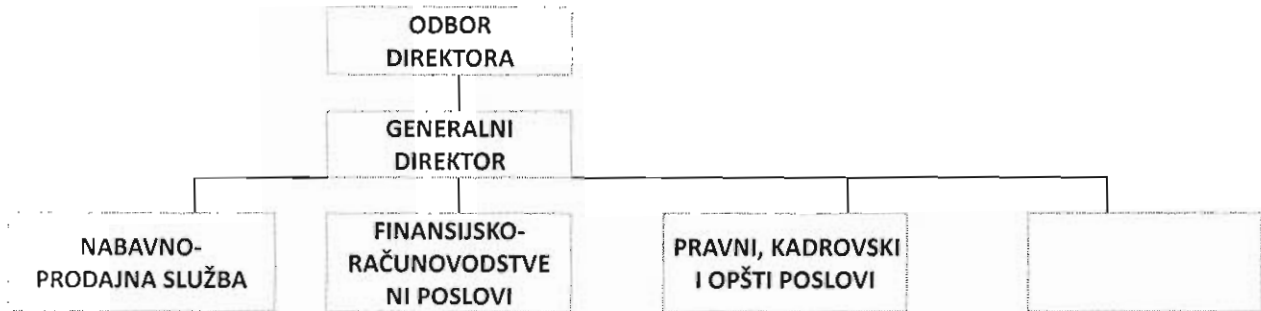 ODBOR
DIREKTORA
GENERALNI
DIREKTOR
NABAVNO-
PRODAJNA SLUŽBA
FINANSIJSKO-
RAČUNOVODSTVE
NI POSLOVI
PRAVNI, KADROVSKI
I OPŠTI POSLOVI